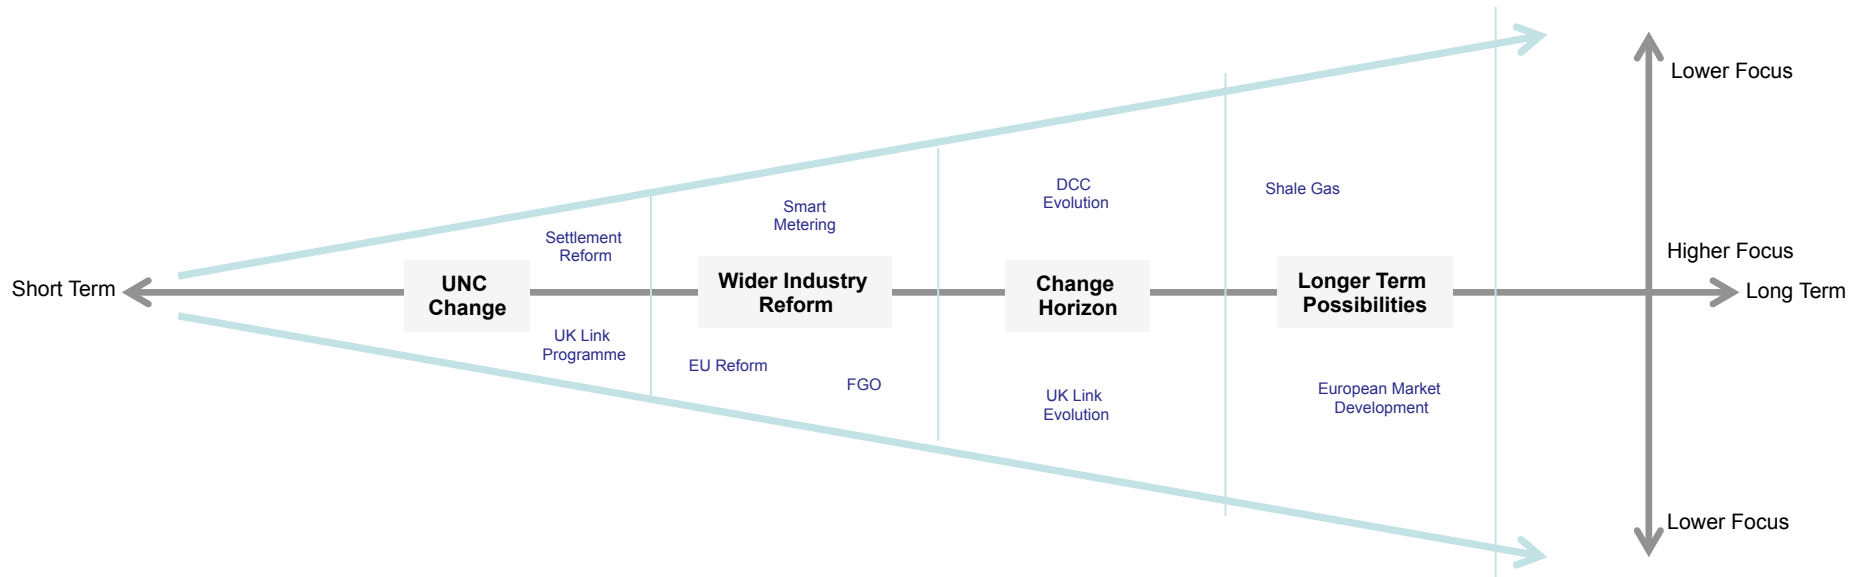 Short Term
UNC
Change
Settlement
Reform
UK Link
Programme
Wider Industry
Reform
Smart
Metering
EU Reform
FGO
Change
Horizon
DCC
Evolution
UK Link
Evolution
Longer Term
Possibilities
Shale Gas
European Market
Development
Lower Focus
Higher Focus
Long Term
Lower Focus